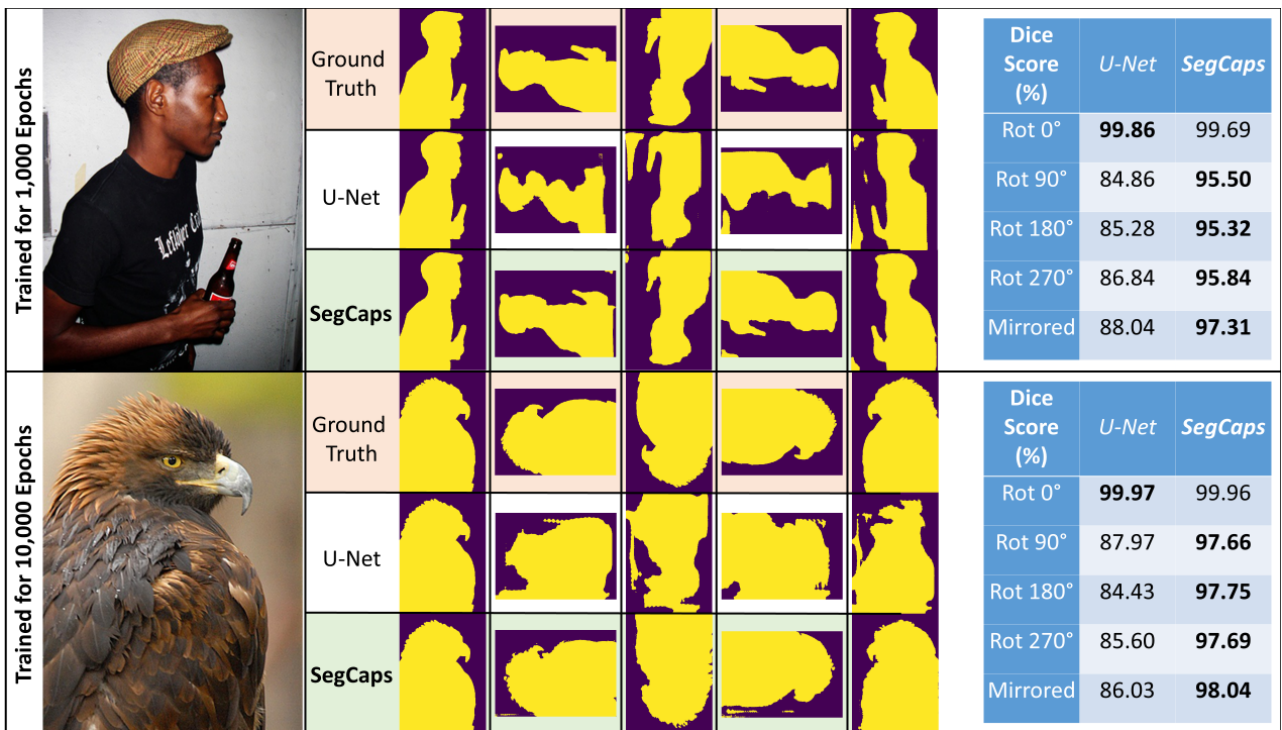 Trained for 1,000 Epochs
Ground
Truth
U-Net
SegCaps
Dice
Score
(%)
U-Net
SegCaps
Rot 0°
99.86
99.69
Rot 90°
84.86
95.50
Rot 180°
85.28
95.32
Rot 270°
86.84
95.84
Mirrored
88.04
97.31
Trained for 10,000 Epochs
Ground
Truth
U-Net
SegCaps
Dice
Score
(%)
U-Net
SegCaps
Rot 0°
99.97
99.96
Rot 90°
87.97
97.66
Rot 180°
84.43
97.75
Rot 270°
85.60
97.69
Mirrored
86.03
98.04